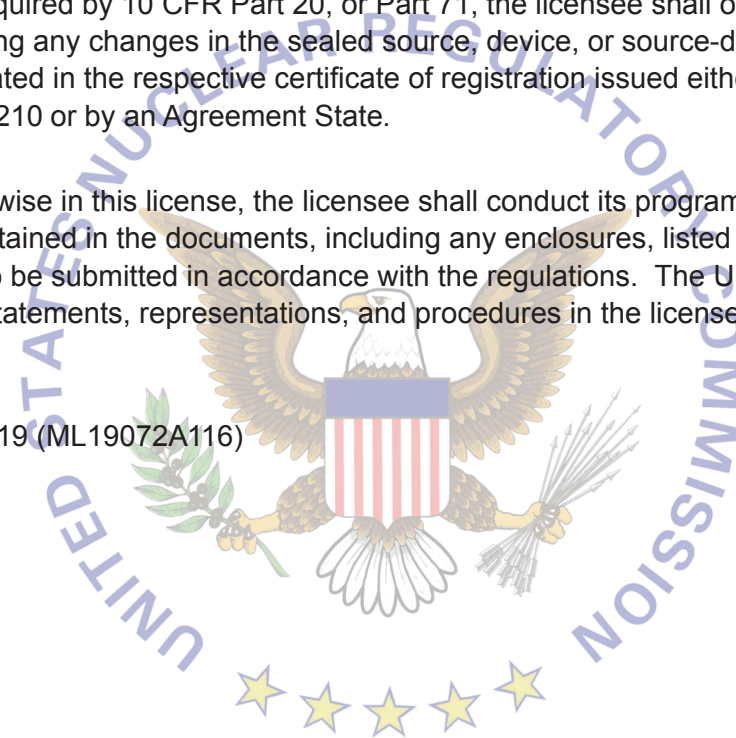 quired by 10 CFR Part 20, or Part 71, the licensee shall o
ng any changes in the sealed source, device, or source-d
ated in the respective certificate of registration issued eithe
210 or by an Agreement State.
wise in this license, the licensee shall conduct its program
tained in the documents, including any enclosures, listed
o be submitted in accordance with the regulations.  The U
tatements, representations, and procedures in the license
19 (ML19072A116)
UNITED STATES NUCLEAR REGULATORY COMMISSION